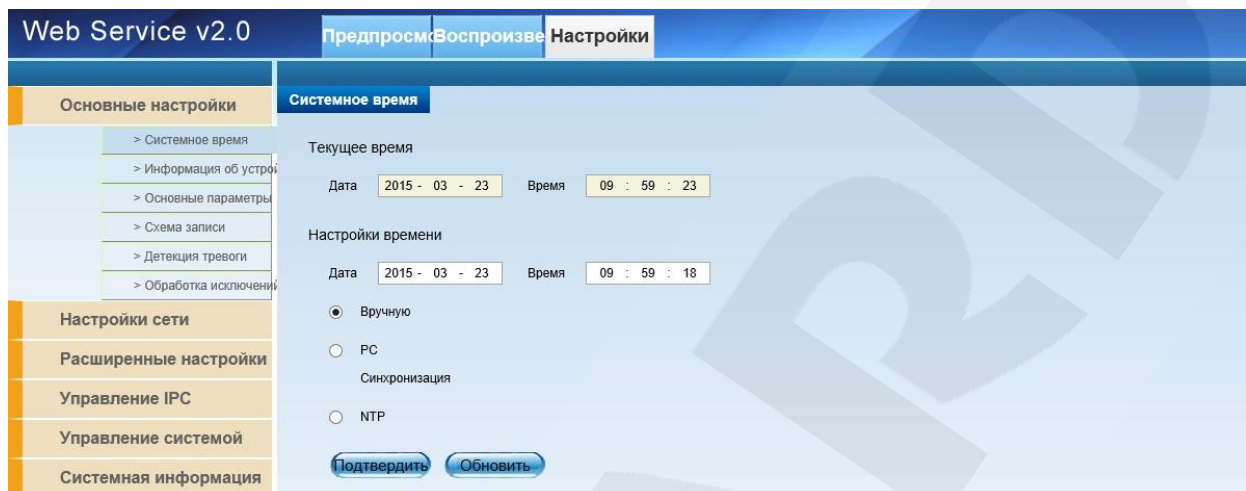 Web Service v2.0
Предпросмо Воспроизве Настройки
Основные настройки
> Системное время
> Информация об устрой
> Основные параметры
> Схема записи
> Детекция тревоги
> Обработка исключений
Настройки сети
Расширенные настройки
Управление IPC
Управление системой
Системная информация
Системное время
Текущее время
Дата 2015 - 03 - 23 Время 09 : 59 : 23
Настройки времени
Дата 2015 - 03 - 23 Время 09 : 59 : 18
Вручную
PC
Синхронизация
NTP
Подтвердить Обновить